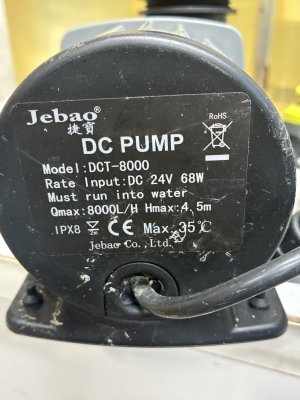 Jebao®
捷寶
RoHS
DC PUMP
Model:DCT-8000
Rate Input:DC 24V 68W
Must run into water
Qmax:8000L/H Hmax:4.5m
IPX8 CE Max 35℃
Jebao Co.,Ltd.